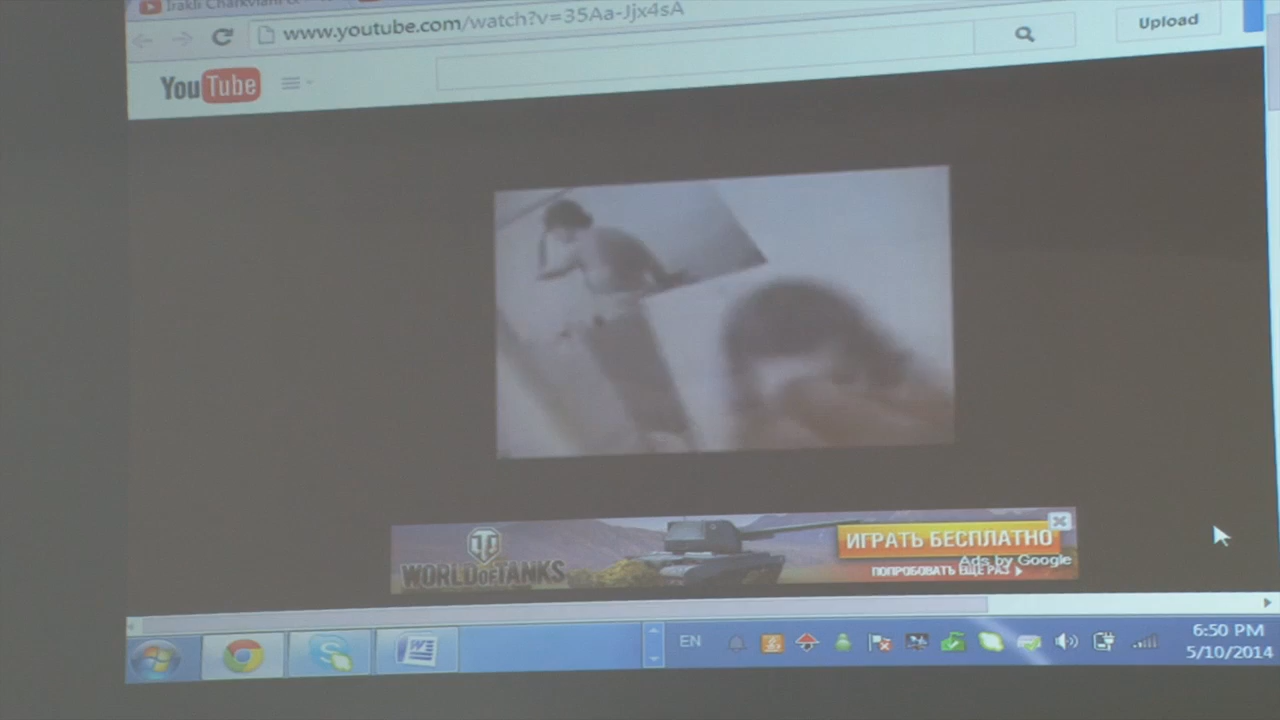 Irakli Charkviani &
www.youtube.com/watch?v=35Aa-Jjx4sA
Upload
YouTube
WORLD OF TANKS
ИГРАТЬ БЕСПЛАТНО
Ads by Google
ПОПРОБОВАТЬ ЕЩЕ РАЗ
EN
6:50 PM
5/10/2014